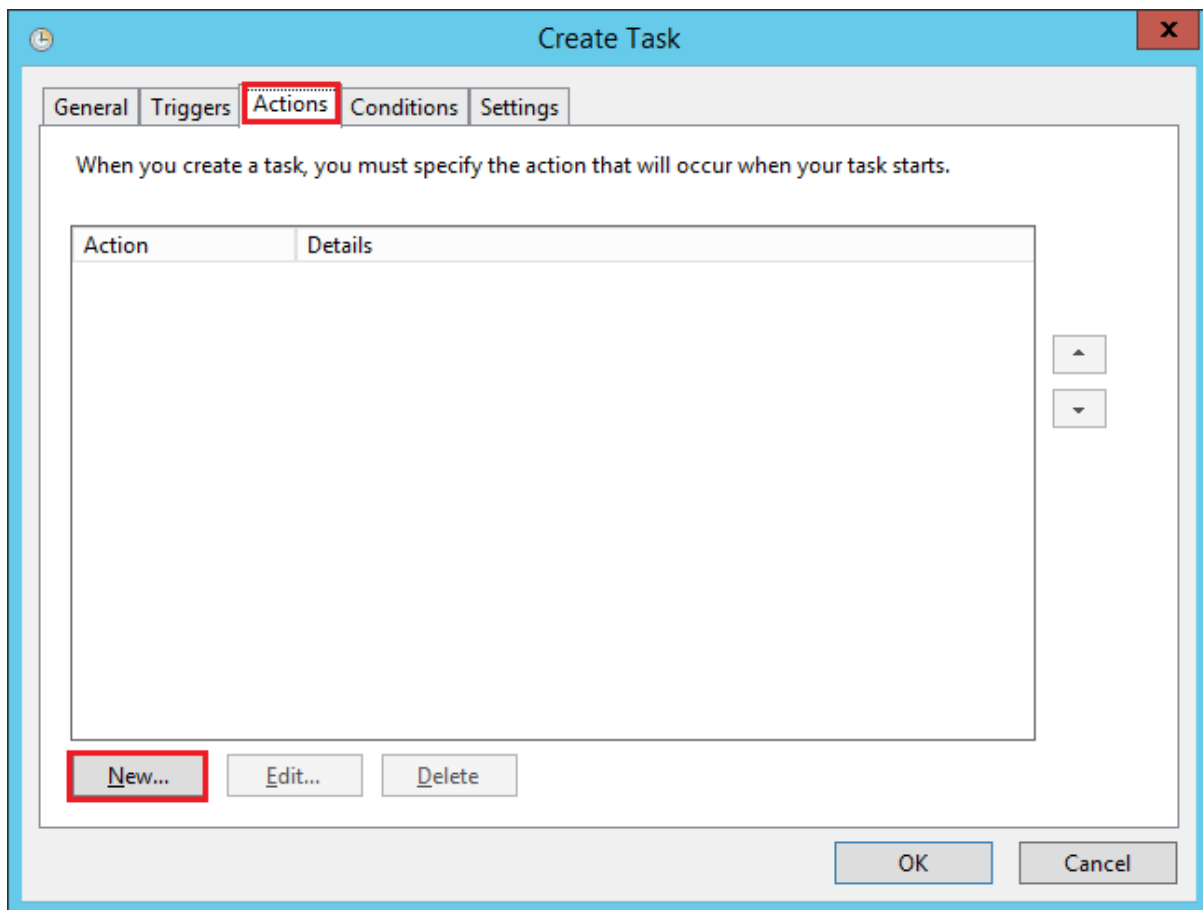 Create Task
x
General Triggers Actions Conditions Settings
When you create a task, you must specify the action that will occur when your task starts.
Action Details
New... Edit... Delete
OK Cancel